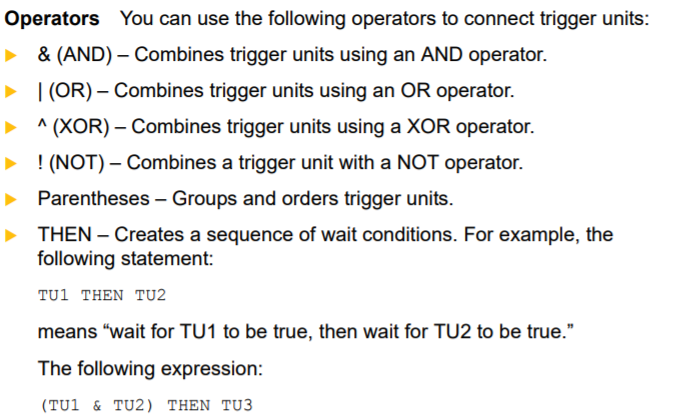 Operators You can use the following operators to connect trigger units:
& (AND) – Combines trigger units using an AND operator.
| (OR) – Combines trigger units using an OR operator.
^ (XOR) – Combines trigger units using a XOR operator.
! (NOT) – Combines a trigger unit with a NOT operator.
Parentheses – Groups and orders trigger units.
THEN – Creates a sequence of wait conditions. For example, the
following statement:
TU1 THEN TU2
means “wait for TU1 to be true, then wait for TU2 to be true.”
The following expression:
(TU1 & TU2) THEN TU3